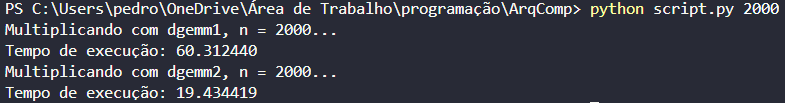 PS C:\Users\pedro\OneDrive\Área de Trabalho\programação\ArqComp> python script.py 2000
Multiplicando com dgemm1, n = 2000...
Tempo de execução: 60.312440
Multiplicando com dgemm2, n = 2000...
Tempo de execução: 19.434419